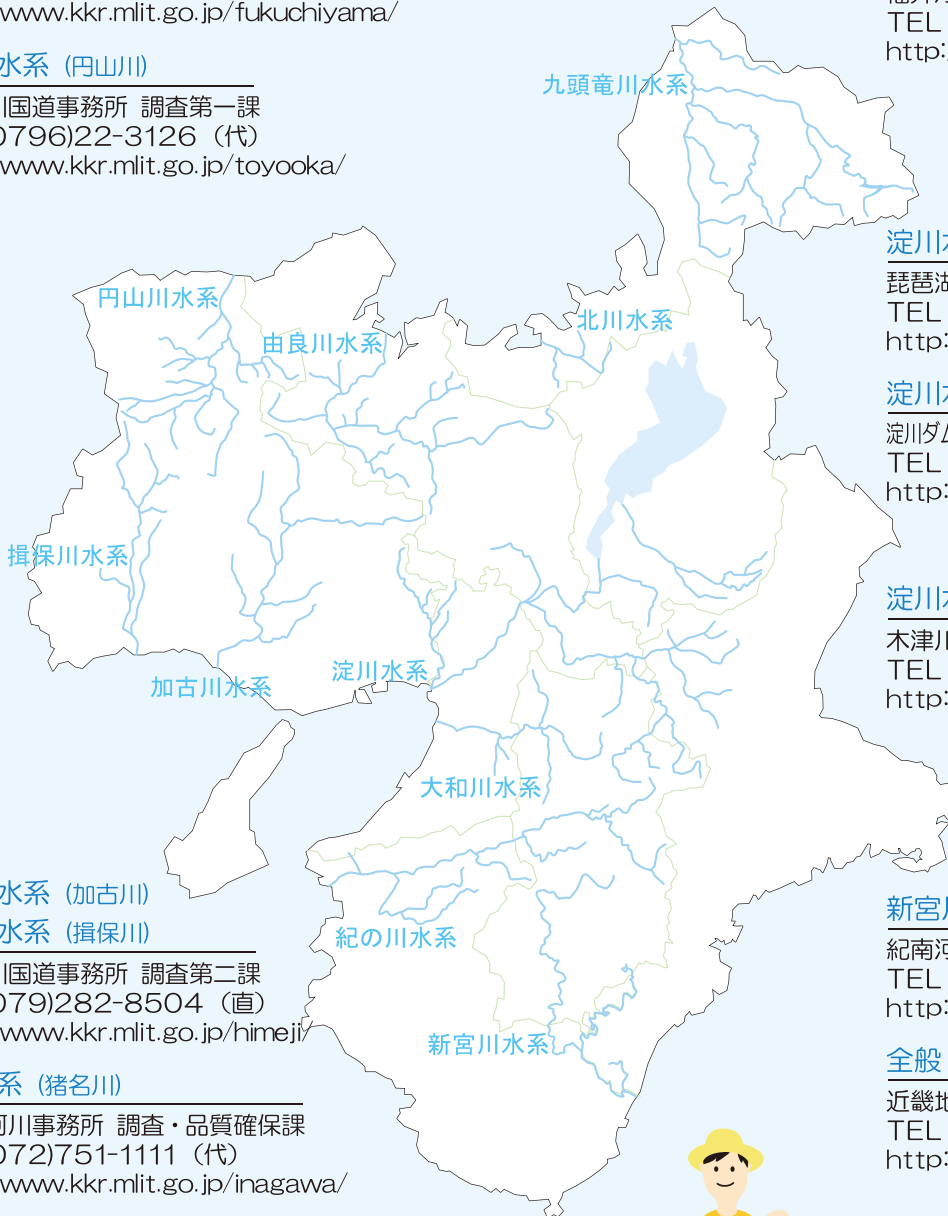 www.kkr.mlit.go.jp/fukuchiyama/
水系（円山川）
川国道事務所 調査第一課
0796)22-3126（代）
www.kkr.mlit.go.jp/toyooka/
TEL
http:
九頭竜川水系
円山川水系
由良川水系
北川水系
揖保川水系
加古川水系
淀川水系
大和川水系
紀の川水系
新宮川水系
淀川水
琵琶湖
TEL
http:
淀川水
淀川ダム
TEL
http:
淀川水
木津川
TEL
http:
水系（加古川）
水系（揖保川）
川国道事務所 調査第二課
079)282-8504（直）
www.kkr.mlit.go.jp/himeji/
系（猪名川）
河川事務所 調査・品質確保課
072)751-1111（代）
www.kkr.mlit.go.jp/inagawa/
新宮川
紀南河
TEL
http:
全般
近畿地
TEL
http: